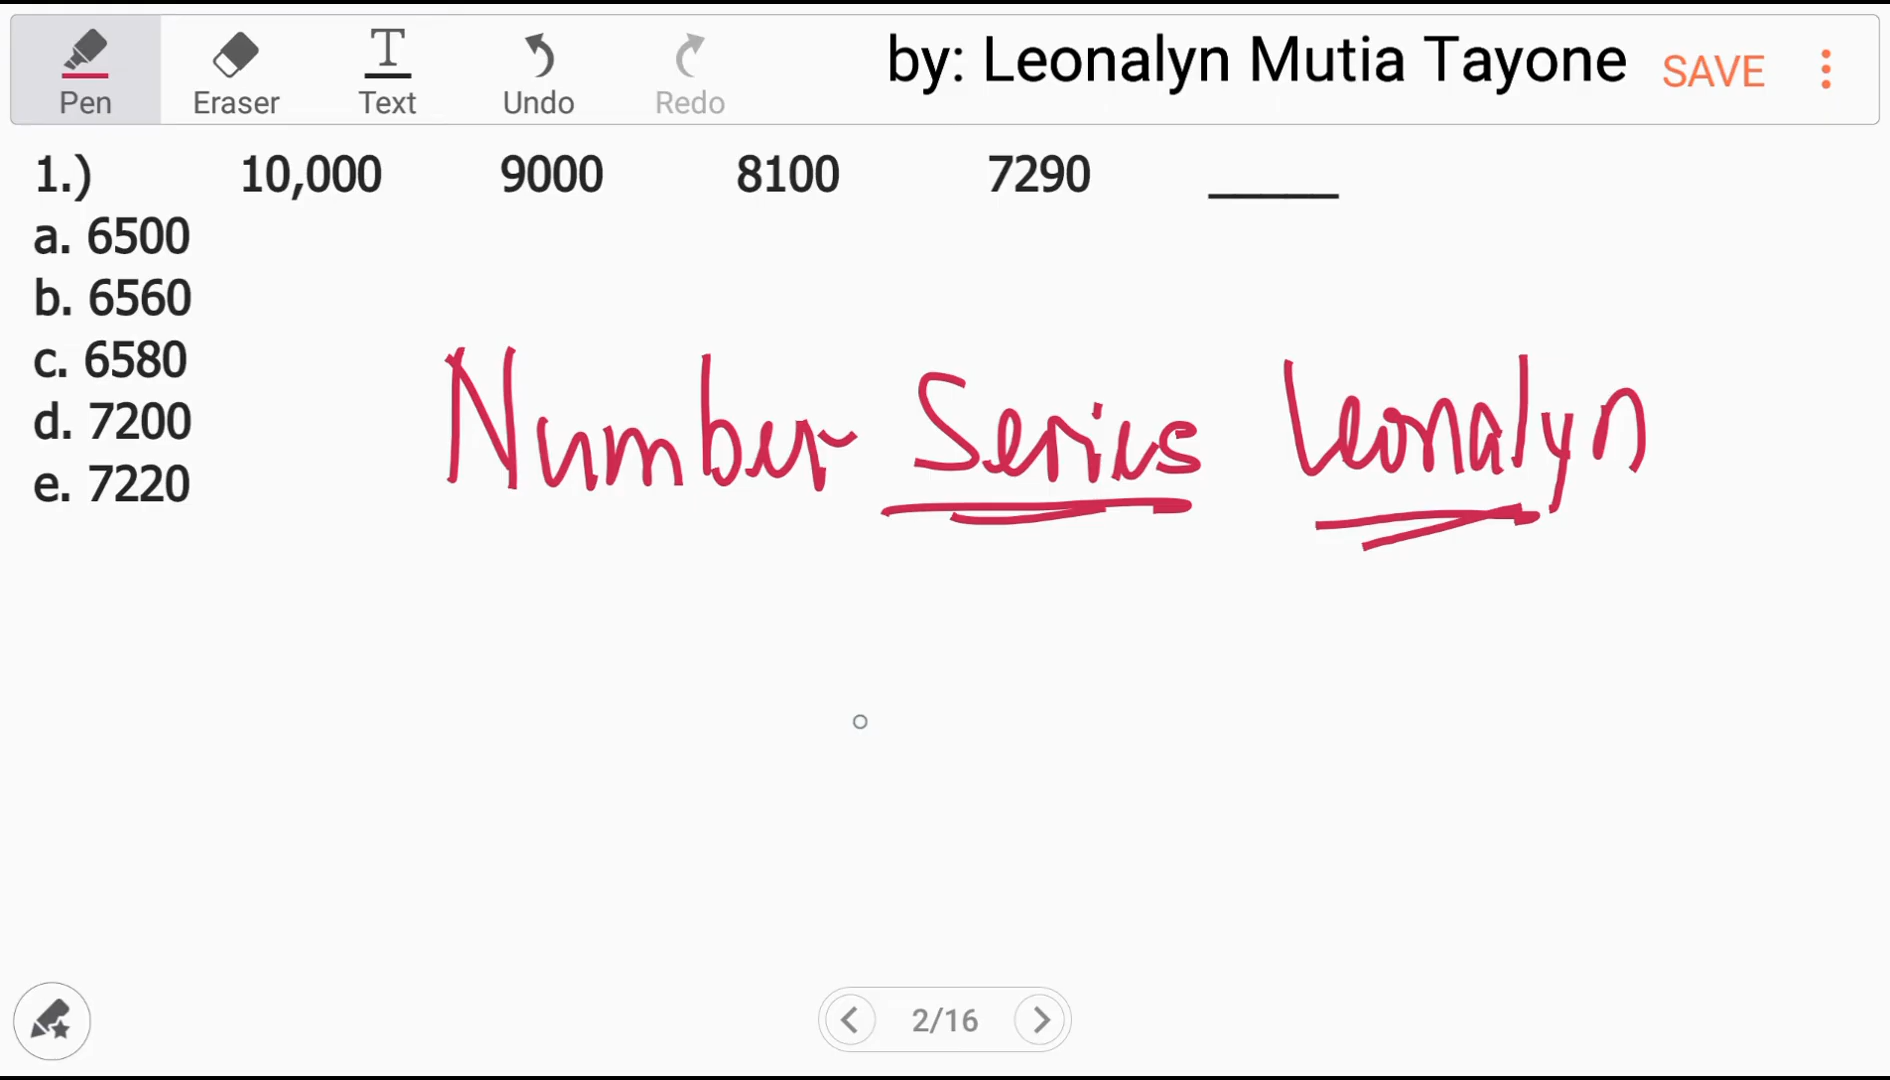 Pen Eraser Text Undo Redo by: Leonalyn Mutia Tayone SAVE
1.) 10,000 9000 8100 7290 _____
a. 6500
b. 6560
c. 6580
d. 7200
e. 7220
Number Series Leonalyn
2/16